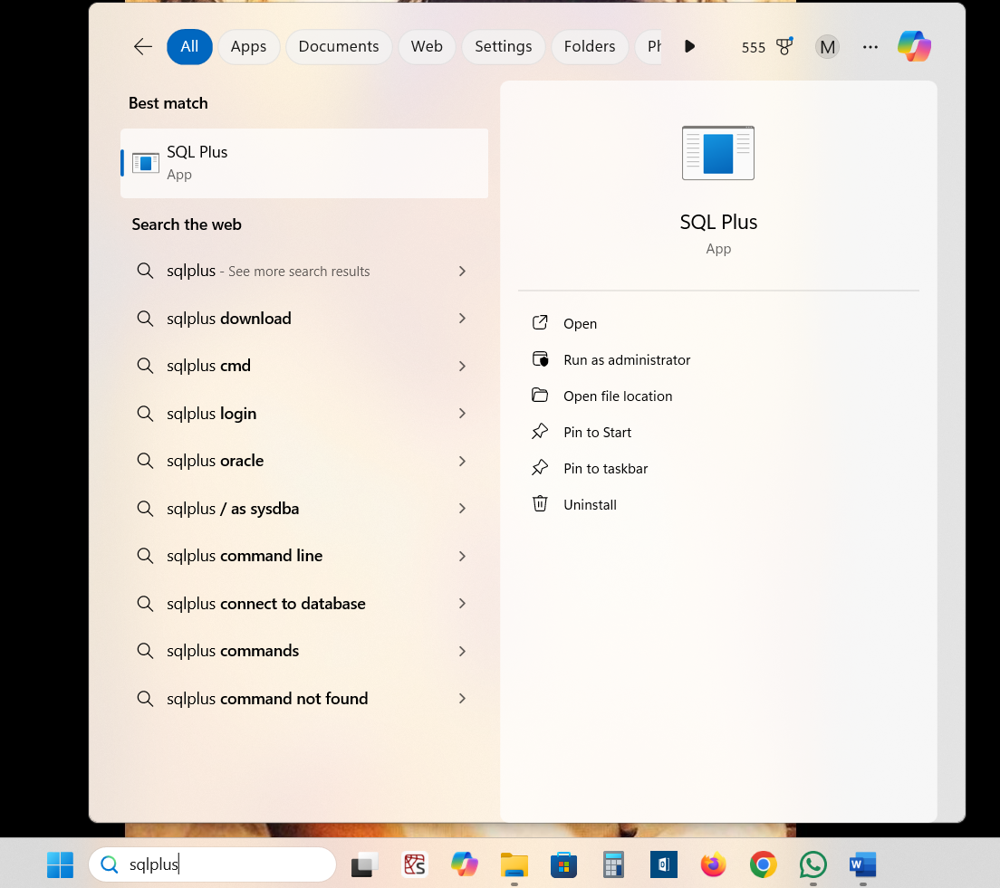 All Apps Documents Web Settings Folders 555 M
Best match
SQL Plus
App
Search the web
sqlplus - See more search results
sqlplus download
sqlplus cmd
sqlplus login
sqlplus oracle
sqlplus / as sysdba
sqlplus command line
sqlplus connect to database
sqlplus commands
sqlplus command not found
SQL Plus
App
Open
Run as administrator
Open file location
Pin to Start
Pin to taskbar
Uninstall
sqlplus